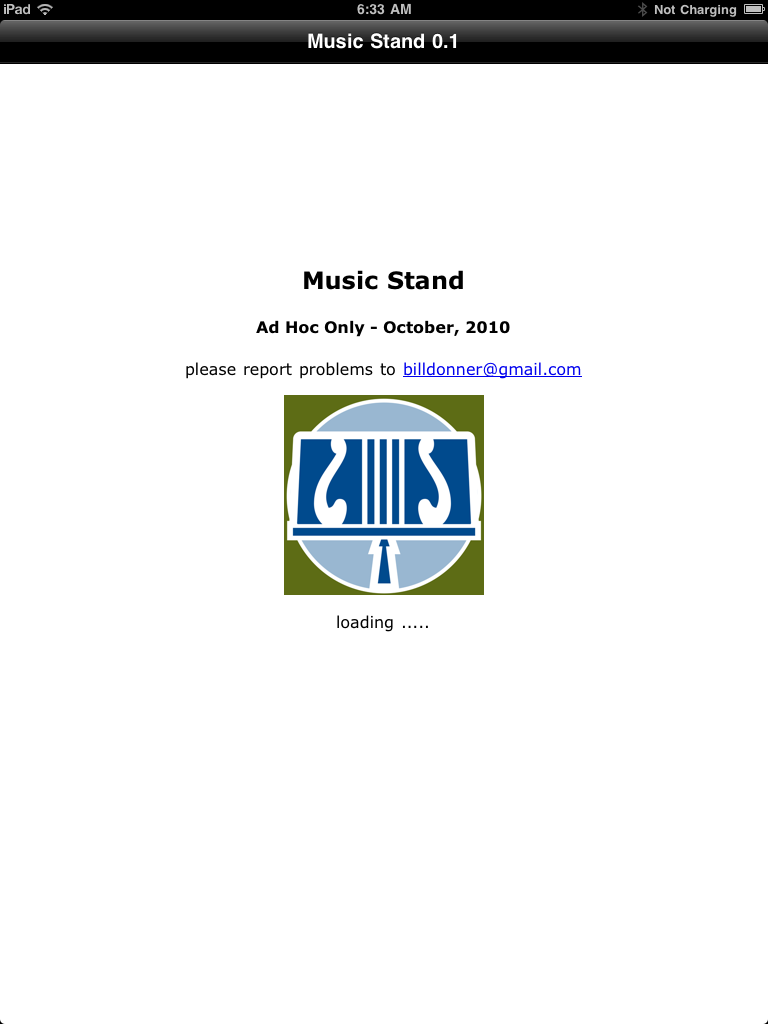 iPad 6:33 AM Not Charging
Music Stand 0.1
Music Stand
Ad Hoc Only - October, 2010
please report problems to billdonner@gmail.com
loading .....